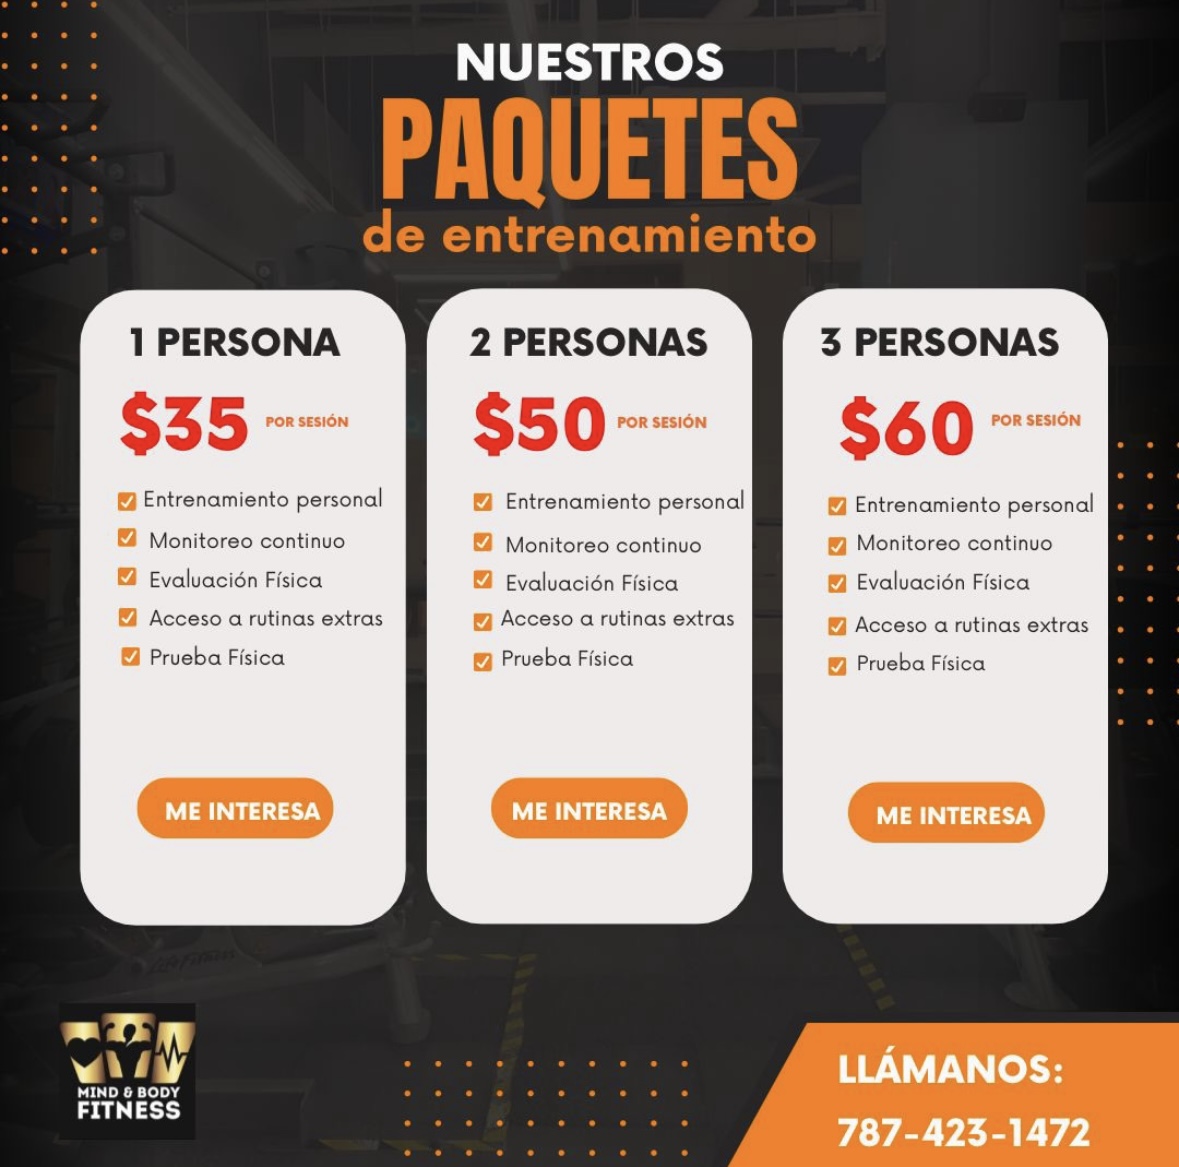 NUESTROS
PAQUETES
de entrenamiento
1 PERSONA
$35 POR SESIÓN
Entrenamiento personal
Monitoreo continuo
Evaluación Física
Acceso a rutinas extras
Prueba Física
ME INTERESA
2 PERSONAS
$50 POR SESIÓN
Entrenamiento personal
Monitoreo continuo
Evaluación Física
Acceso a rutinas extras
Prueba Física
ME INTERESA
3 PERSONAS
$60 POR SESIÓN
Entrenamiento personal
Monitoreo continuo
Evaluación Física
Acceso a rutinas extras
Prueba Física
ME INTERESA
Life Fitness
MIND & BODY
FITNESS
LLÁMANOS:
787-423-1472